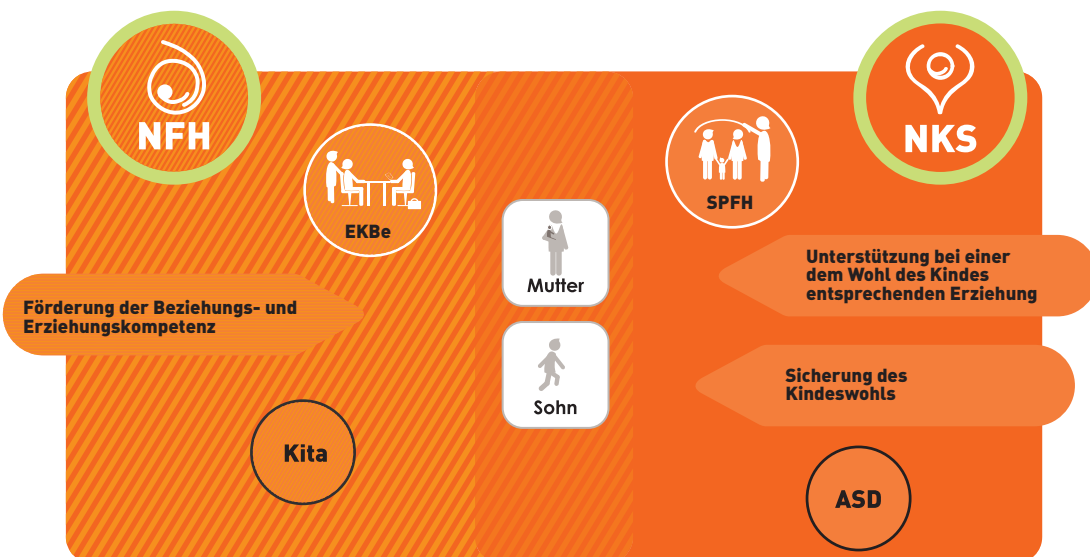 NFH
NKS
EKBe
SPFH
Mutter
Unterstützung bei einer
dem Wohl des Kindes
entsprechenden Erziehung
Förderung der Beziehungs- und
Erziehungskompetenz
Sohn
Sicherung des
Kindeswohls
Kita
ASD